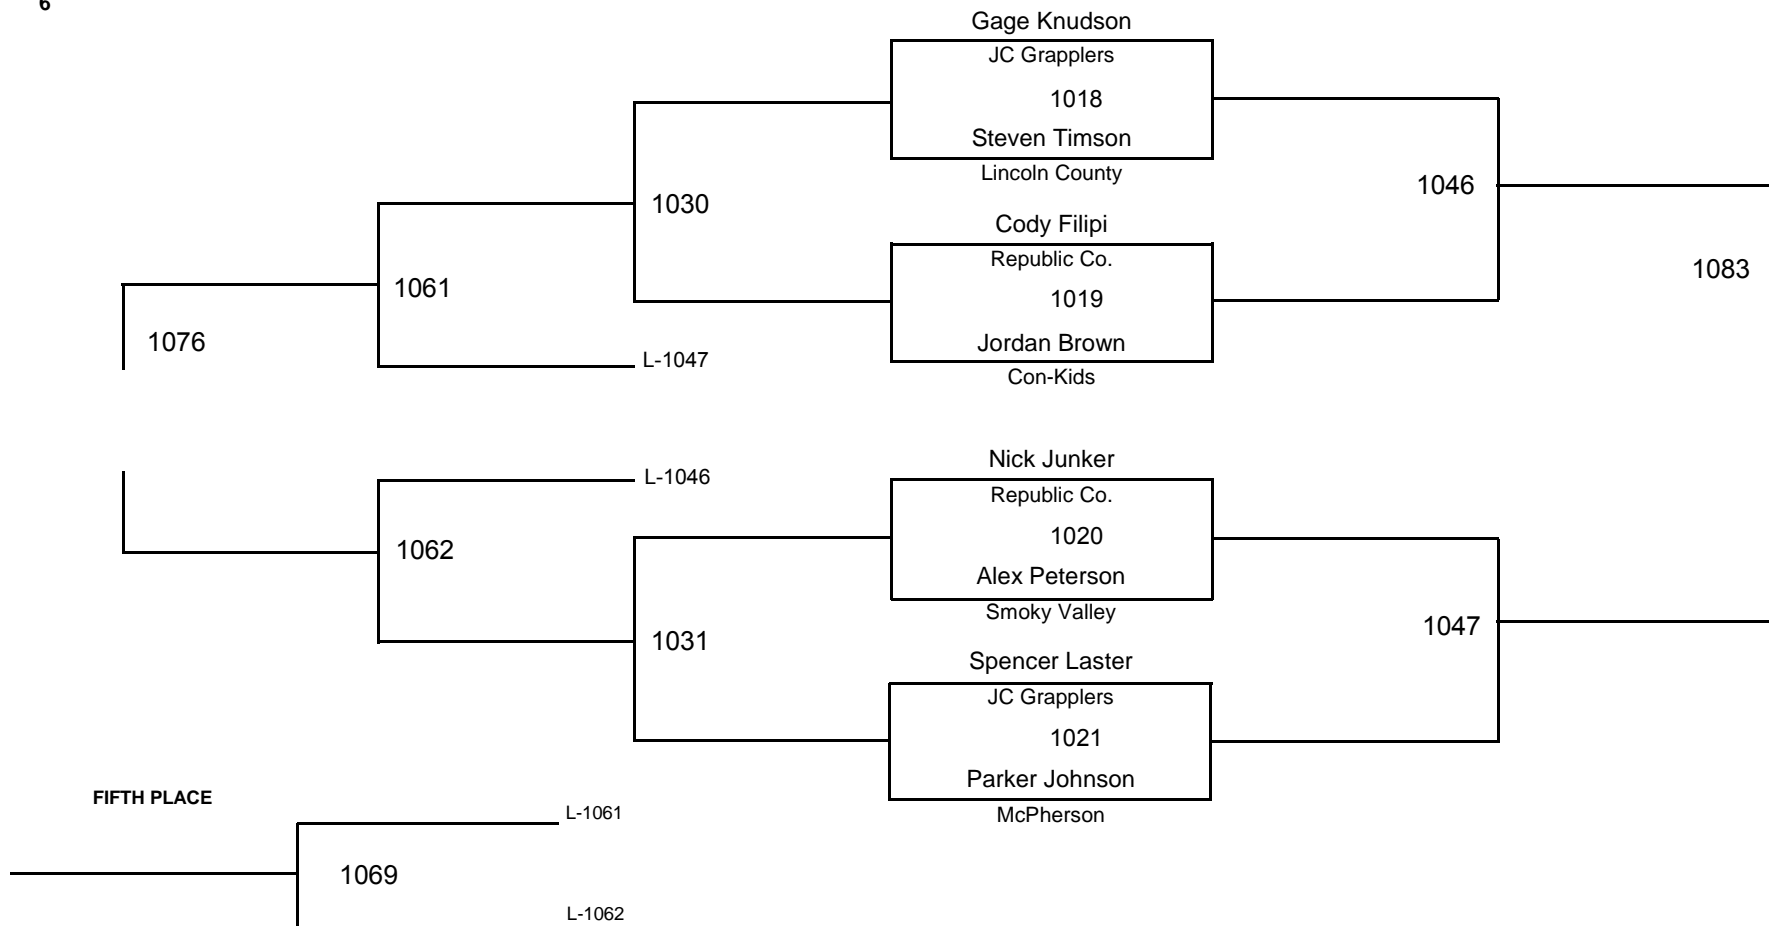 6
Gage Knudson
JC Grapplers
1018
Steven Timson
Lincoln County
1046
1030
Cody Filipi
Republic Co.
1019
1083
1061
1076
Jordan Brown
L-1047
Con-Kids
Nick Junker
L-1046
Republic Co.
1020
1062
Alex Peterson
Smoky Valley
1047
1031
Spencer Laster
JC Grapplers
1021
Parker Johnson
FIFTH PLACE
L-1061
McPherson
1069
L-1062